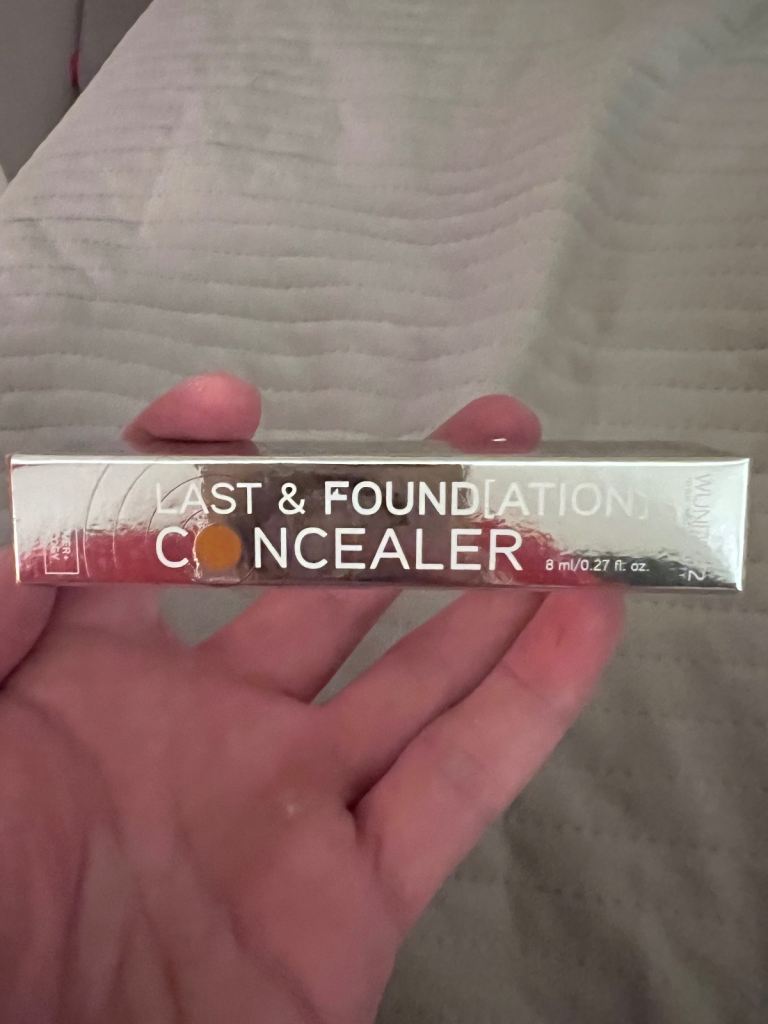 LAST & FOUND[ATION]
CONCEALER
8 ml/0.27 fl. oz.